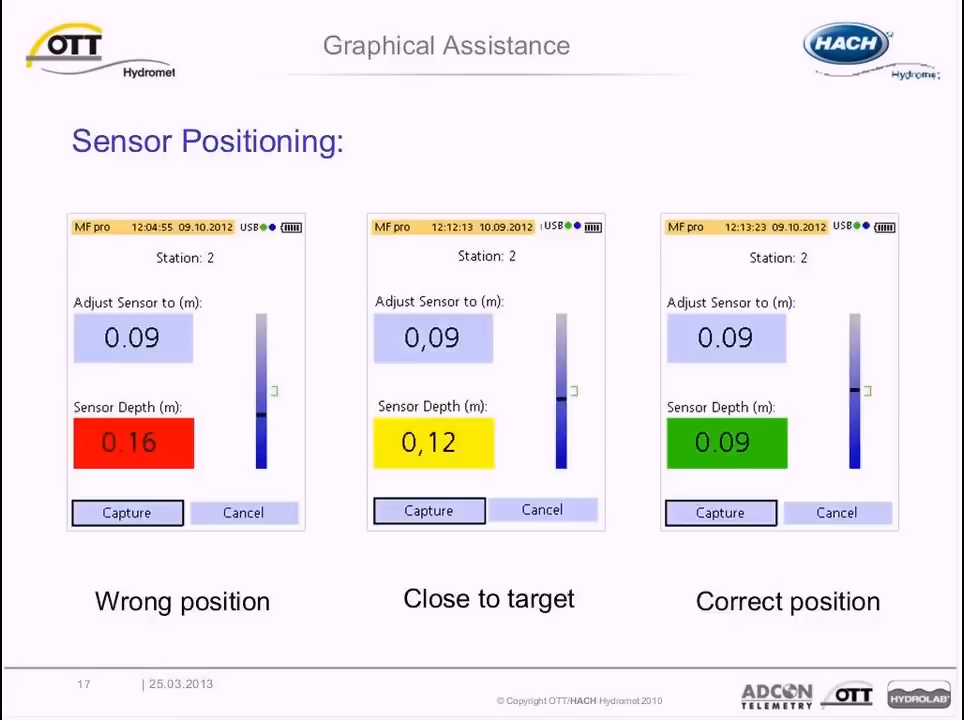 OTT
Hydromet
Graphical Assistance
HACH
Hydromet
Sensor Positioning:
MF pro 12:04:55 09.10.2012 USB
Station: 2
Adjust Sensor to (m):
0.09
Sensor Depth (m):
0.16
Capture Cancel
Wrong position
MF pro 12:12:13 10.09.2012 USB
Station: 2
Adjust Sensor to (m):
0,09
Sensor Depth (m):
0,12
Capture Cancel
Close to target
MF pro 12:13:23 09.10.2012 USB
Station: 2
Adjust Sensor to (m):
0.09
Sensor Depth (m):
0.09
Capture Cancel
Correct position
17 | 25.03.2013
© Copyright OTT/HACH Hydromet 2010
ADCON
TELEMETRY
OTT
HYDROLAB